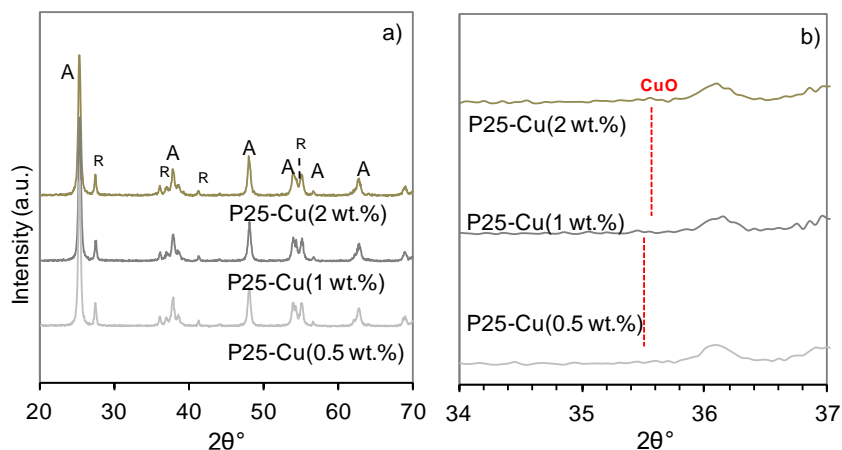 a)
A
R
R
A
R
A
A
R
A
A
P25-Cu(2 wt.%)
P25-Cu(1 wt.%)
P25-Cu(0.5 wt.%)
Intensity (a.u.)
20 30 40 50 60 70
2θ°
b)
CuO
P25-Cu(2 wt.%)
P25-Cu(1 wt.%)
P25-Cu(0.5 wt.%)
34 35 36 37
2θ°